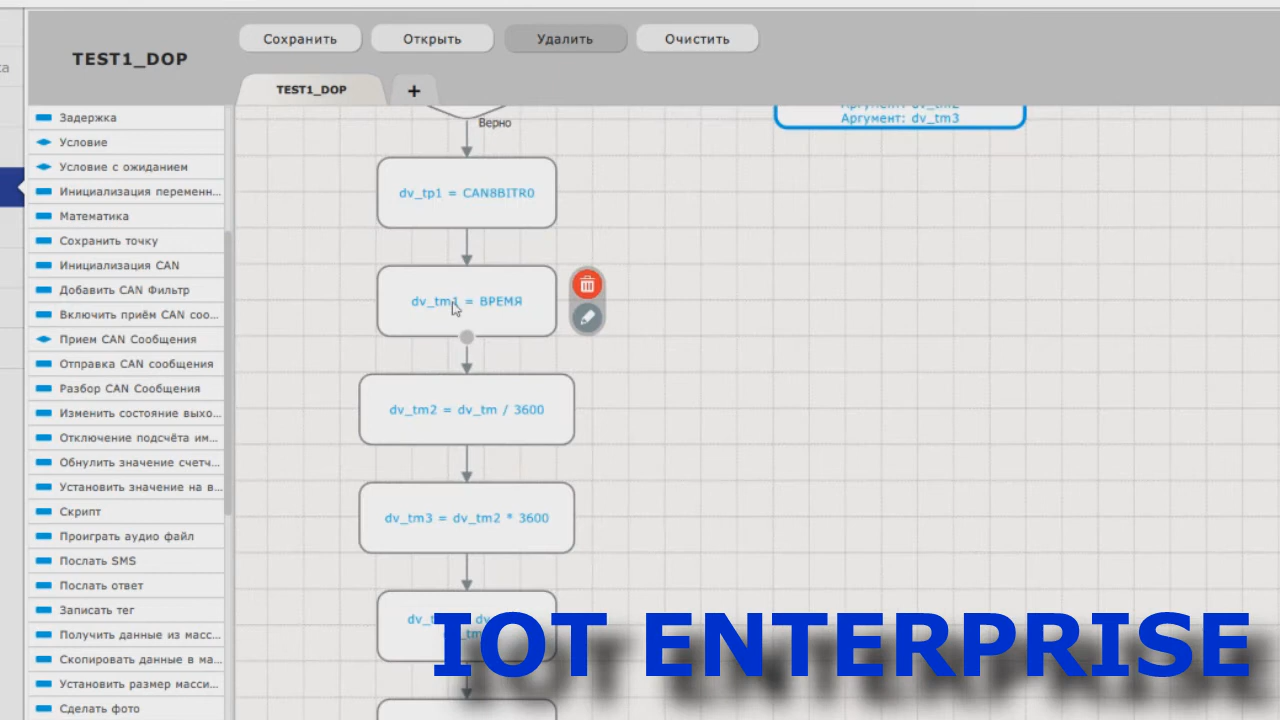 TEST1_DOP
Сохранить
Открыть
Удалить
Очистить
TEST1_DOP
+
Задержка
Условие
Условие с ожиданием
Инициализация переменн...
Математика
Сохранить точку
Инициализация CAN
Добавить CAN Фильтр
Включить приём CAN соо...
Прием CAN Сообщения
Отправка CAN сообщения
Разбор CAN Сообщения
Изменить состояние выхо...
Отключение подсчёта им...
Обнулить значение счетч...
Установить значение на в...
Скрипт
Проиграть аудио файл
Послать SMS
Послать ответ
Записать тег
Получить данные из масс...
Скопировать данные в ма...
Установить размер масси...
Сделать фото
Верно
Аргумент: dv_tm2
Аргумент: dv_tm3
dv_tp1 = CAN8BITR0
dv_tm1 = ВРЕМЯ
dv_tm2 = dv_tm / 3600
dv_tm3 = dv_tm2 * 3600
IOT ENTERPRISE